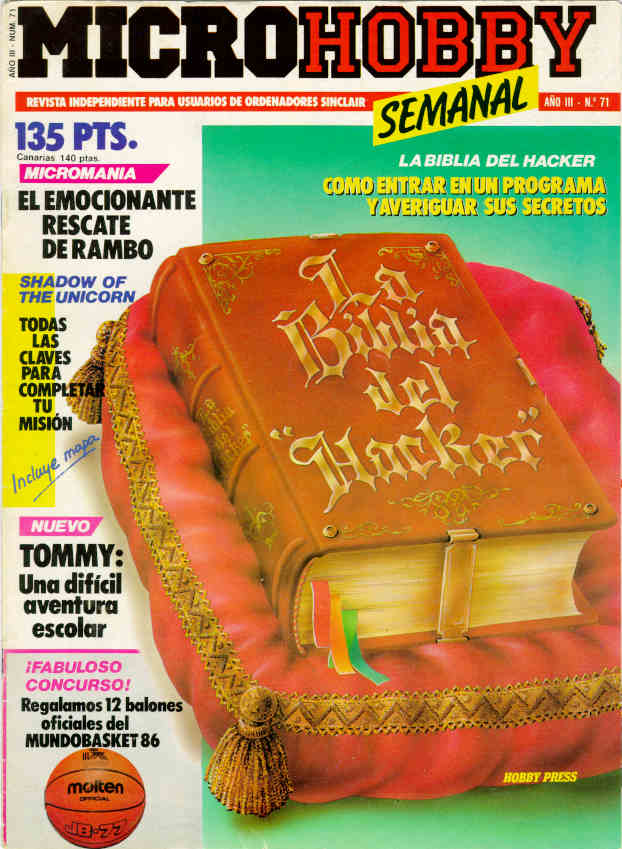 AÑO III - NUM. 71
MICROHOBBY
SEMANAL
REVISTA INDEPENDIENTE PARA USUARIOS DE ORDENADORES SINCLAIR
AÑO III - N.º 71
135 PTS.
Canarias 140 ptas.
MICROMANIA
EL EMOCIONANTE
RESCATE
DE RAMBO
SHADOW OF
THE UNICORN
TODAS
LAS
CLAVES
PARA
COMPLETAR
TU
MISIÓN
Incluye mapa
NUEVO
TOMMY:
Una difícil
aventura
escolar
¡FABULOSO
CONCURSO!
Regalamos 12 balones
oficiales del
MUNDOBASKET 86
molten
OFFICIAL
JB-77
LA BIBLIA DEL HACKER
COMO ENTRAR EN UN PROGRAMA
Y AVERIGUAR SUS SECRETOS
La
Biblia
del
"Hacker"
La Biblia
del
"Hacker"
HOBBY PRESS